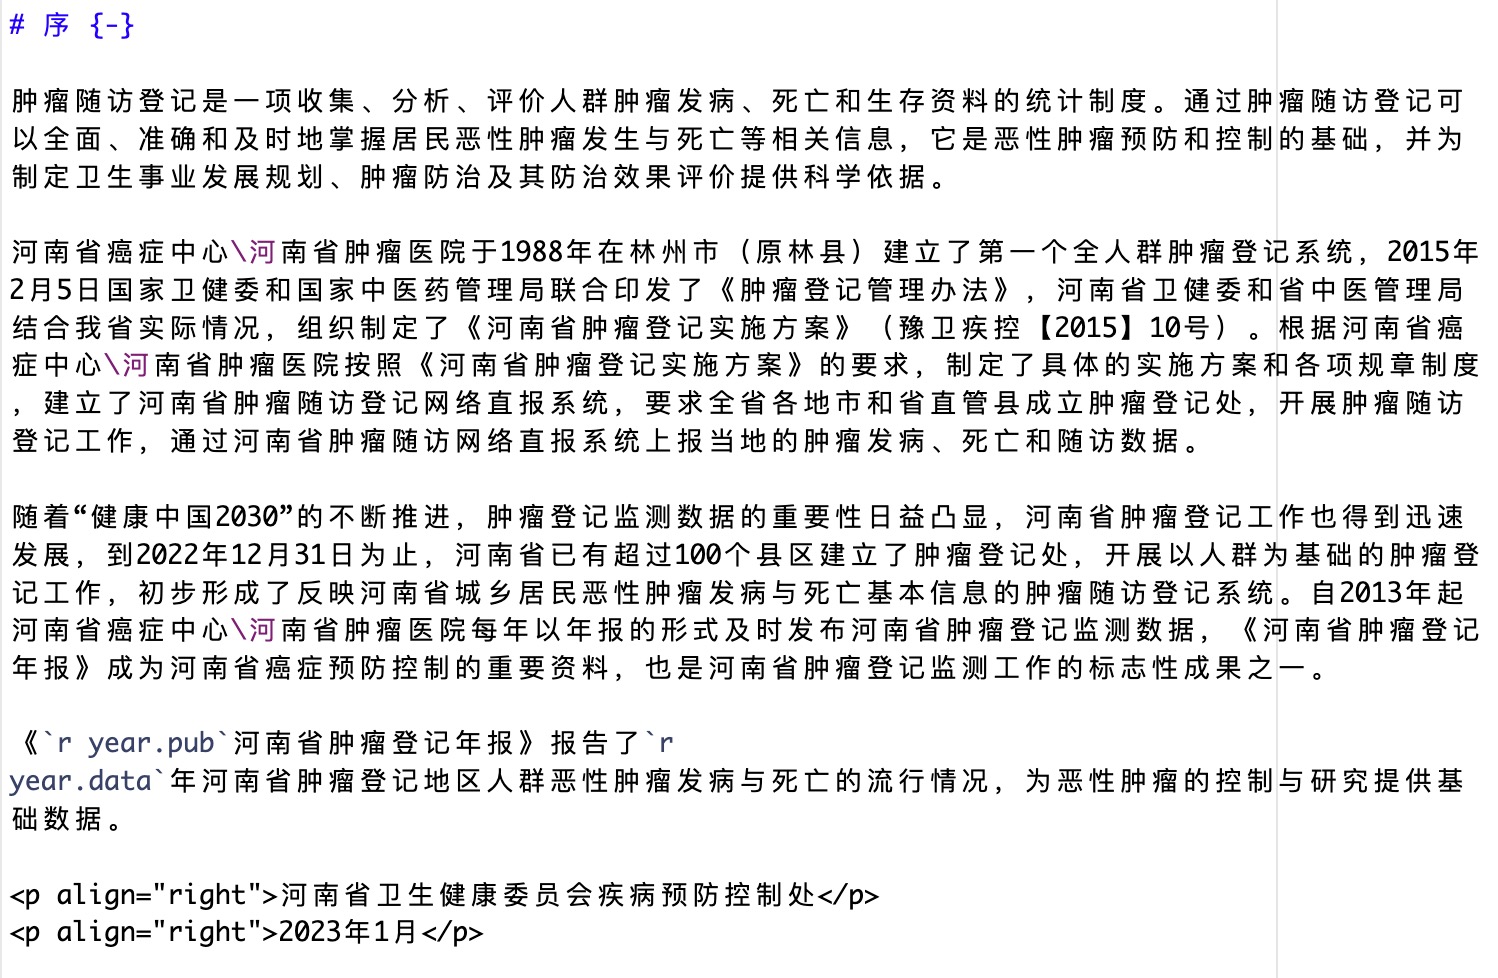 # 序 {-}
肿瘤随访登记是一项收集、分析、评价人群肿瘤发病、死亡和生存资料的统计制度。通过肿瘤随访登记可
以全面、准确和及时地掌握居民恶性肿瘤发生与死亡等相关信息，它是恶性肿瘤预防和控制的基础，并为
制定卫生事业发展规划、肿瘤防治及其防治效果评价提供科学依据。
河南省癌症中心\河南省肿瘤医院于1988年在林州市（原林县）建立了第一个全人群肿瘤登记系统，2015年
2月5日国家卫健委和国家中医药管理局联合印发了《肿瘤登记管理办法》，河南省卫健委和省中医管理局
结合我省实际情况，组织制定了《河南省肿瘤登记实施方案》（豫卫疾控【2015】10号）。根据河南省癌
症中心\河南省肿瘤医院按照《河南省肿瘤登记实施方案》的要求，制定了具体的实施方案和各项规章制度
，建立了河南省肿瘤随访登记网络直报系统，要求全省各地市和省直管县成立肿瘤登记处，开展肿瘤随访
登记工作，通过河南省肿瘤随访网络直报系统上报当地的肿瘤发病、死亡和随访数据。
随着“健康中国2030”的不断推进，肿瘤登记监测数据的重要性日益凸显，河南省肿瘤登记工作也得到迅速
发展，到2022年12月31日为止，河南省已有超过100个县区建立了肿瘤登记处，开展以人群为基础的肿瘤登
记工作，初步形成了反映河南省城乡居民恶性肿瘤发病与死亡基本信息的肿瘤随访登记系统。自2013年起
河南省癌症中心\河南省肿瘤医院每年以年报的形式及时发布河南省肿瘤登记监测数据，《河南省肿瘤登记
年报》成为河南省癌症预防控制的重要资料，也是河南省肿瘤登记监测工作的标志性成果之一。
《`r year.pub`河南省肿瘤登记年报》报告了`r
year.data`年河南省肿瘤登记地区人群恶性肿瘤发病与死亡的流行情况，为恶性肿瘤的控制与研究提供基
础数据。
<p align="right">河南省卫生健康委员会疾病预防控制处</p>
<p align="right">2023年1月</p>